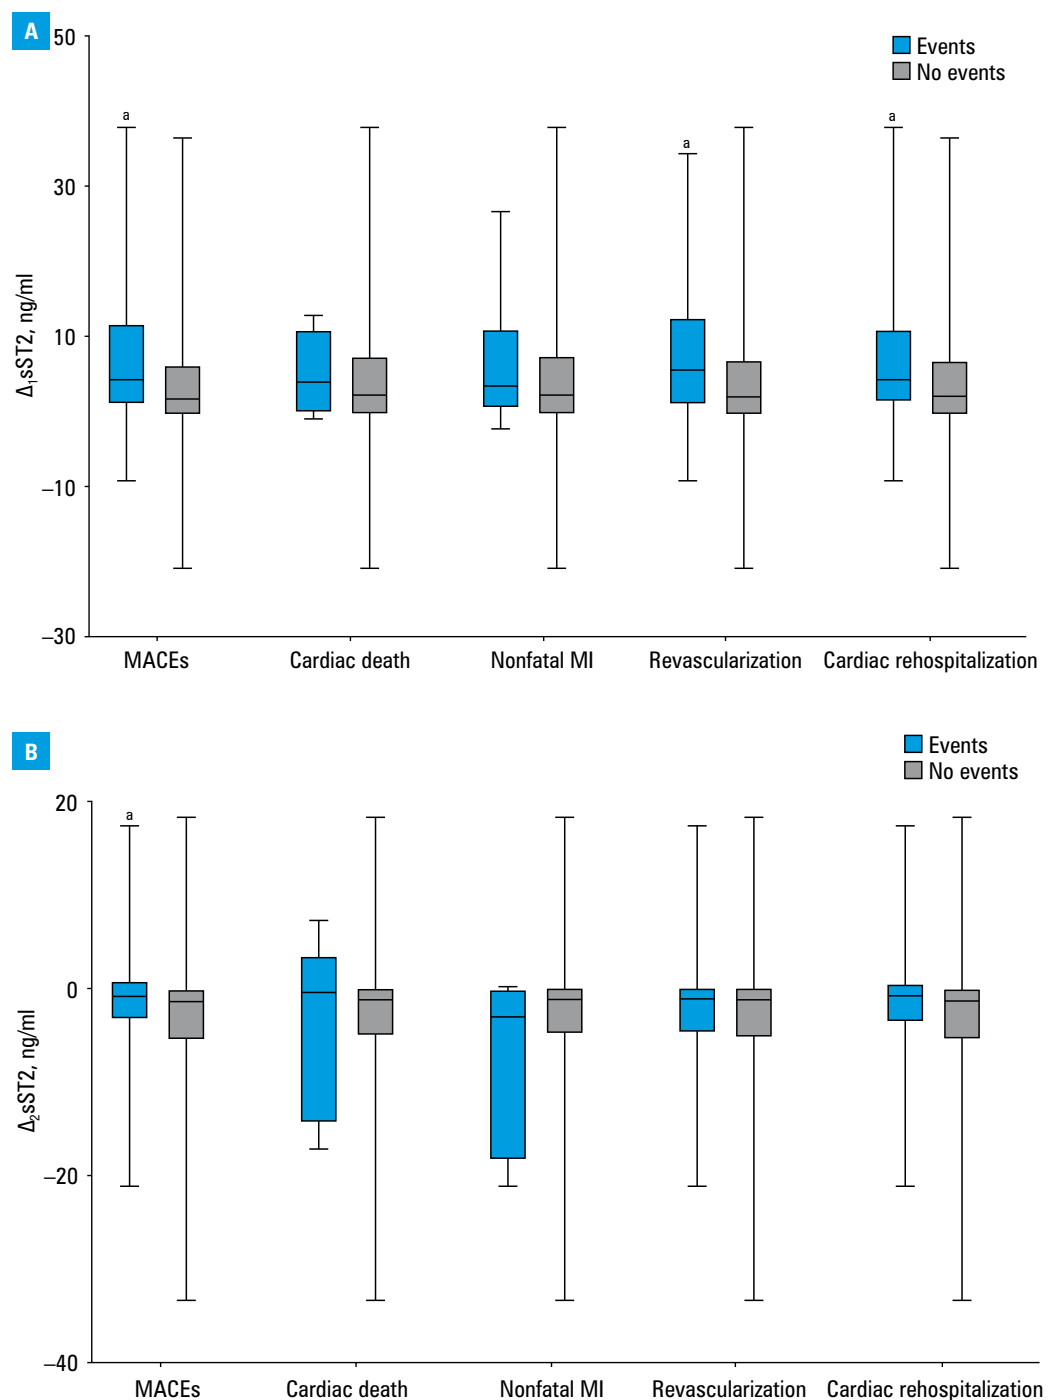 A
50
Events
No events
a
a
a
30
10
−10
−30
Δ₁sST2, ng/ml
MACEs Cardiac death Nonfatal MI Revascularization Cardiac rehospitalization
B
Events
No events
20
a
0
−20
−40
Δ₂sST2, ng/ml
MACEs Cardiac death Nonfatal MI Revascularization Cardiac rehospitalization